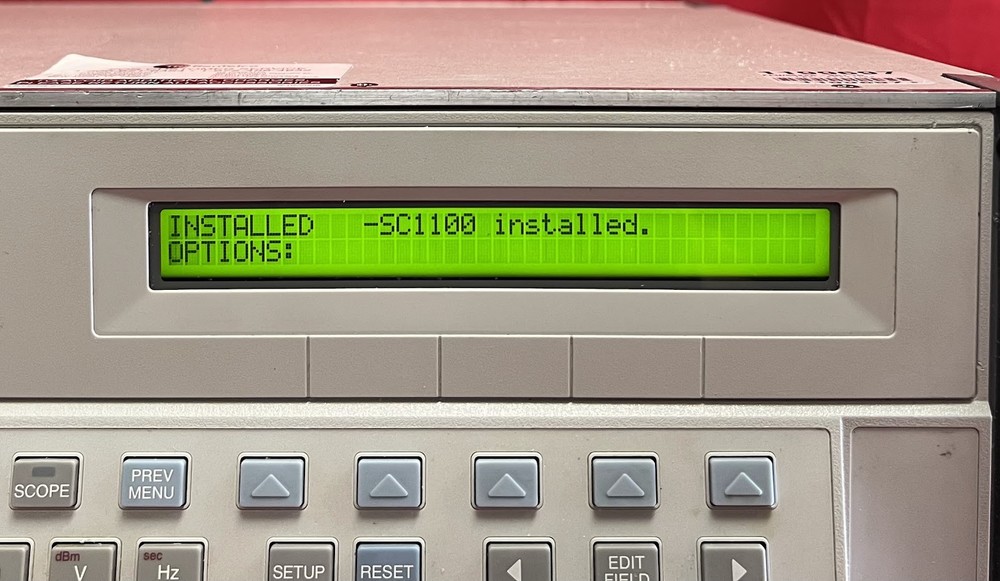 INSTALLED -SC1100 installed.
OPTIONS:
SCOPE
PREV
MENU
dBm
V
sec
Hz
SETUP
RESET
EDIT
FIELD